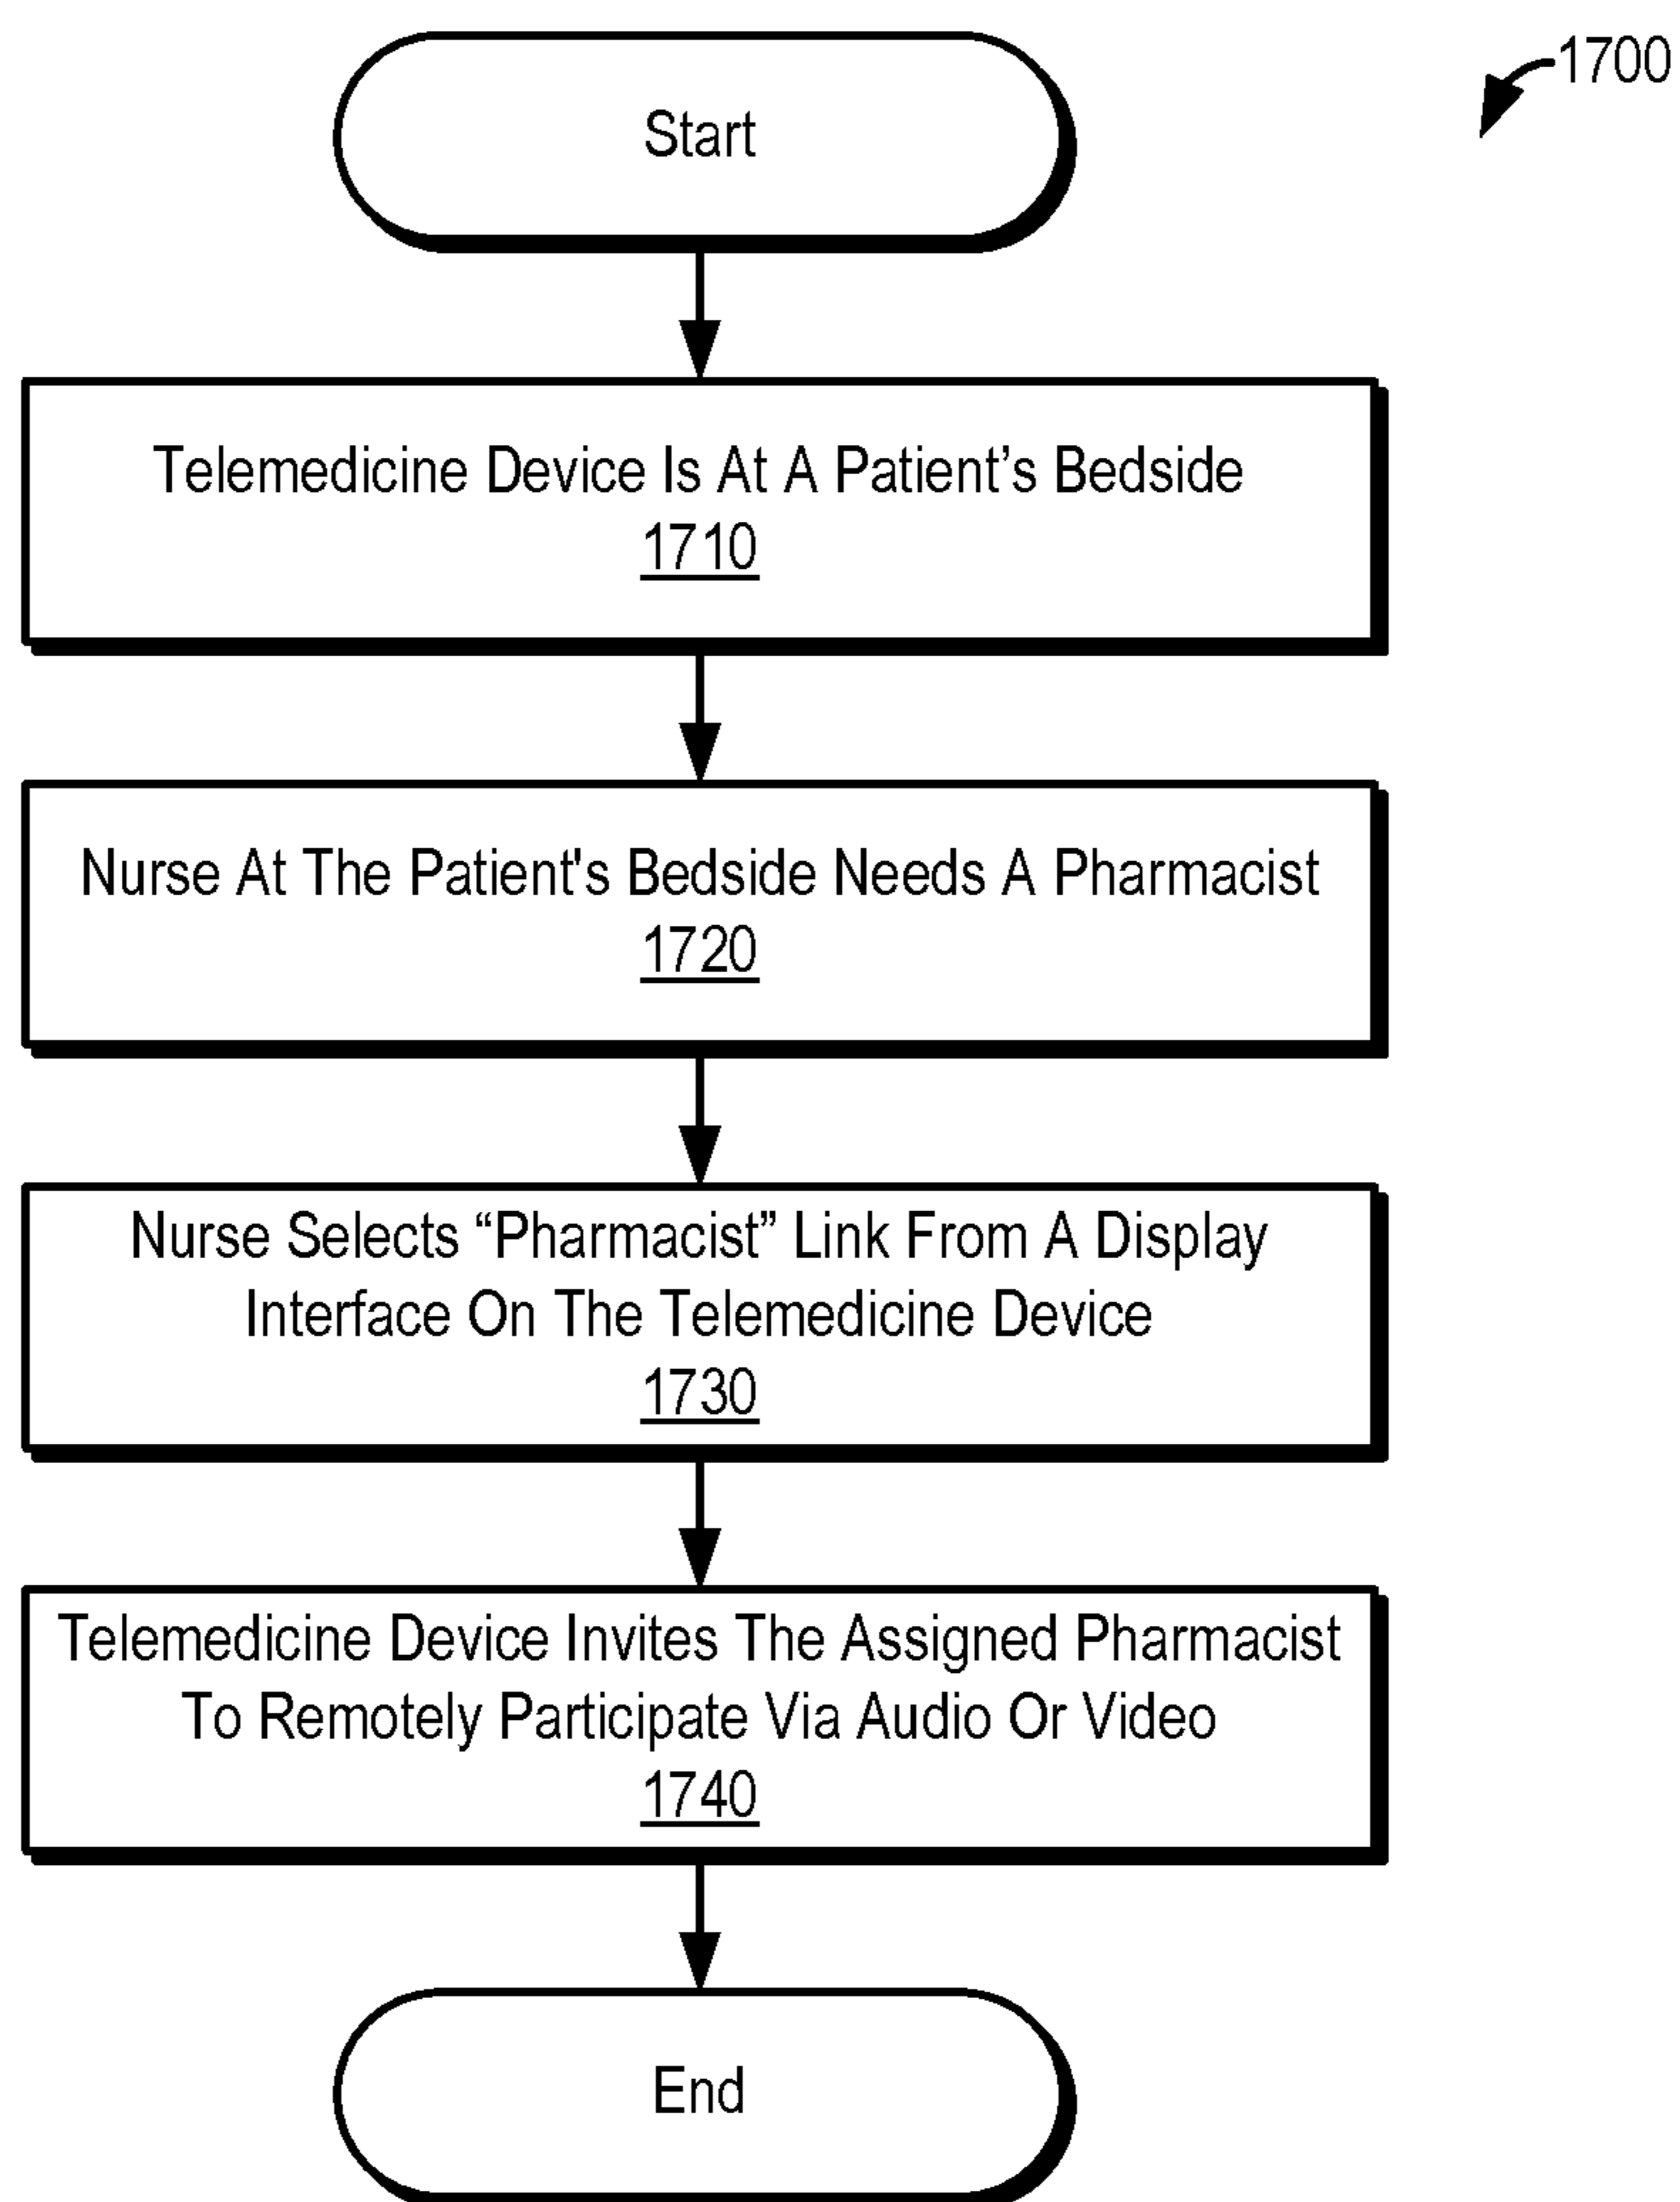 1700
Start
Telemedicine Device Is At A Patient’s Bedside
1710
Nurse At The Patient's Bedside Needs A Pharmacist
1720
Nurse Selects “Pharmacist” Link From A Display
Interface On The Telemedicine Device
1730
Telemedicine Device Invites The Assigned Pharmacist
To Remotely Participate Via Audio Or Video
1740
End